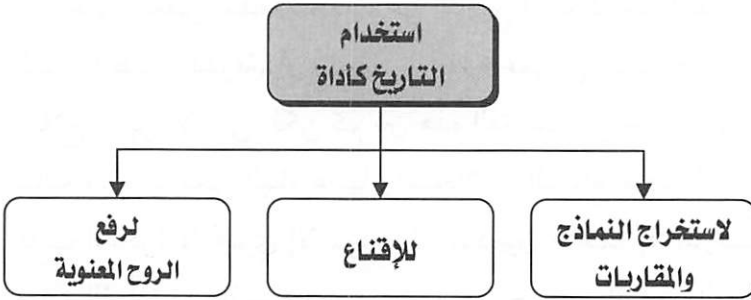 استخدام
التاريخ كأداة
لاستخراج النماذج
والمقاربات
للإقناع
لرفع
الروح المعنوية